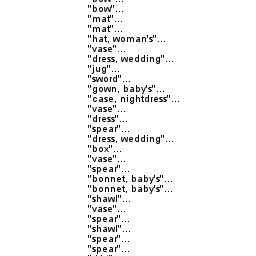 "bow"...
"mat"...
"mat"...
"hat, woman's"...
"vase"...
"dress, wedding"...
"jug"...
"sword"...
"gown, baby's"...
"case, nightdress"...
"vase"...
"dress"...
"spear"...
"dress, wedding"...
"box"...
"vase"...
"spear"...
"bonnet, baby's"...
"bonnet, baby's"...
"shawl"...
"vase"...
"spear"...
"shawl"...
"spear"...
"spear"...